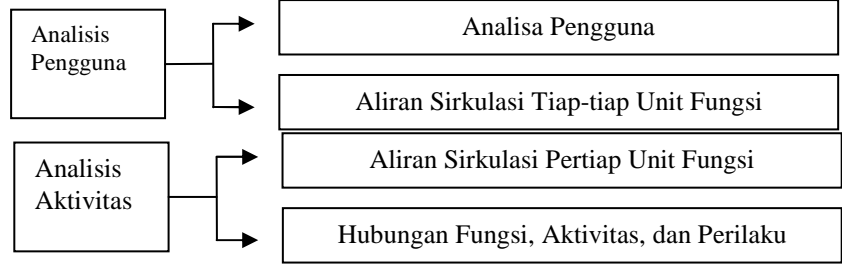 Analisis
Pengguna
Analisa Pengguna
Aliran Sirkulasi Tiap-tiap Unit Fungsi
Analisis
Aktivitas
Aliran Sirkulasi Pertiap Unit Fungsi
Hubungan Fungsi, Aktivitas, dan Perilaku